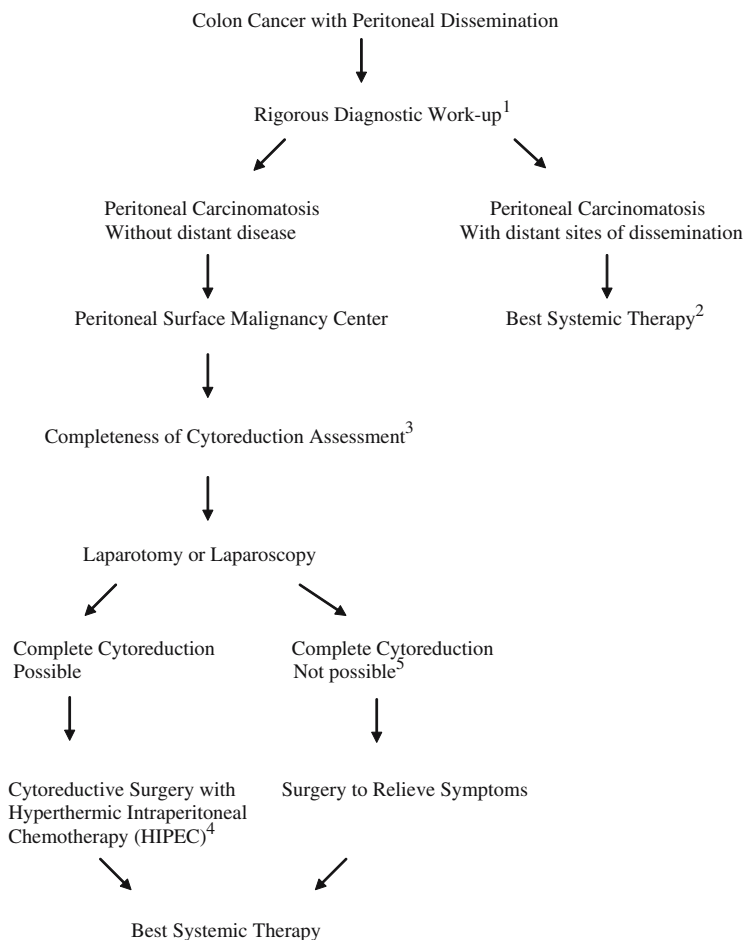 Colon Cancer with Peritoneal Dissemination
Rigorous Diagnostic Work-up1
Peritoneal Carcinomatosis
Without distant disease
Peritoneal Carcinomatosis
With distant sites of dissemination
Peritoneal Surface Malignancy Center
Best Systemic Therapy2
Completeness of Cytoreduction Assessment3
Laparotomy or Laparoscopy
Complete Cytoreduction
Possible
Complete Cytoreduction
Not possible5
Cytoreductive Surgery with
Hyperthermic Intraperitoneal
Chemotherapy (HIPEC)4
Surgery to Relieve Symptoms
Best Systemic Therapy